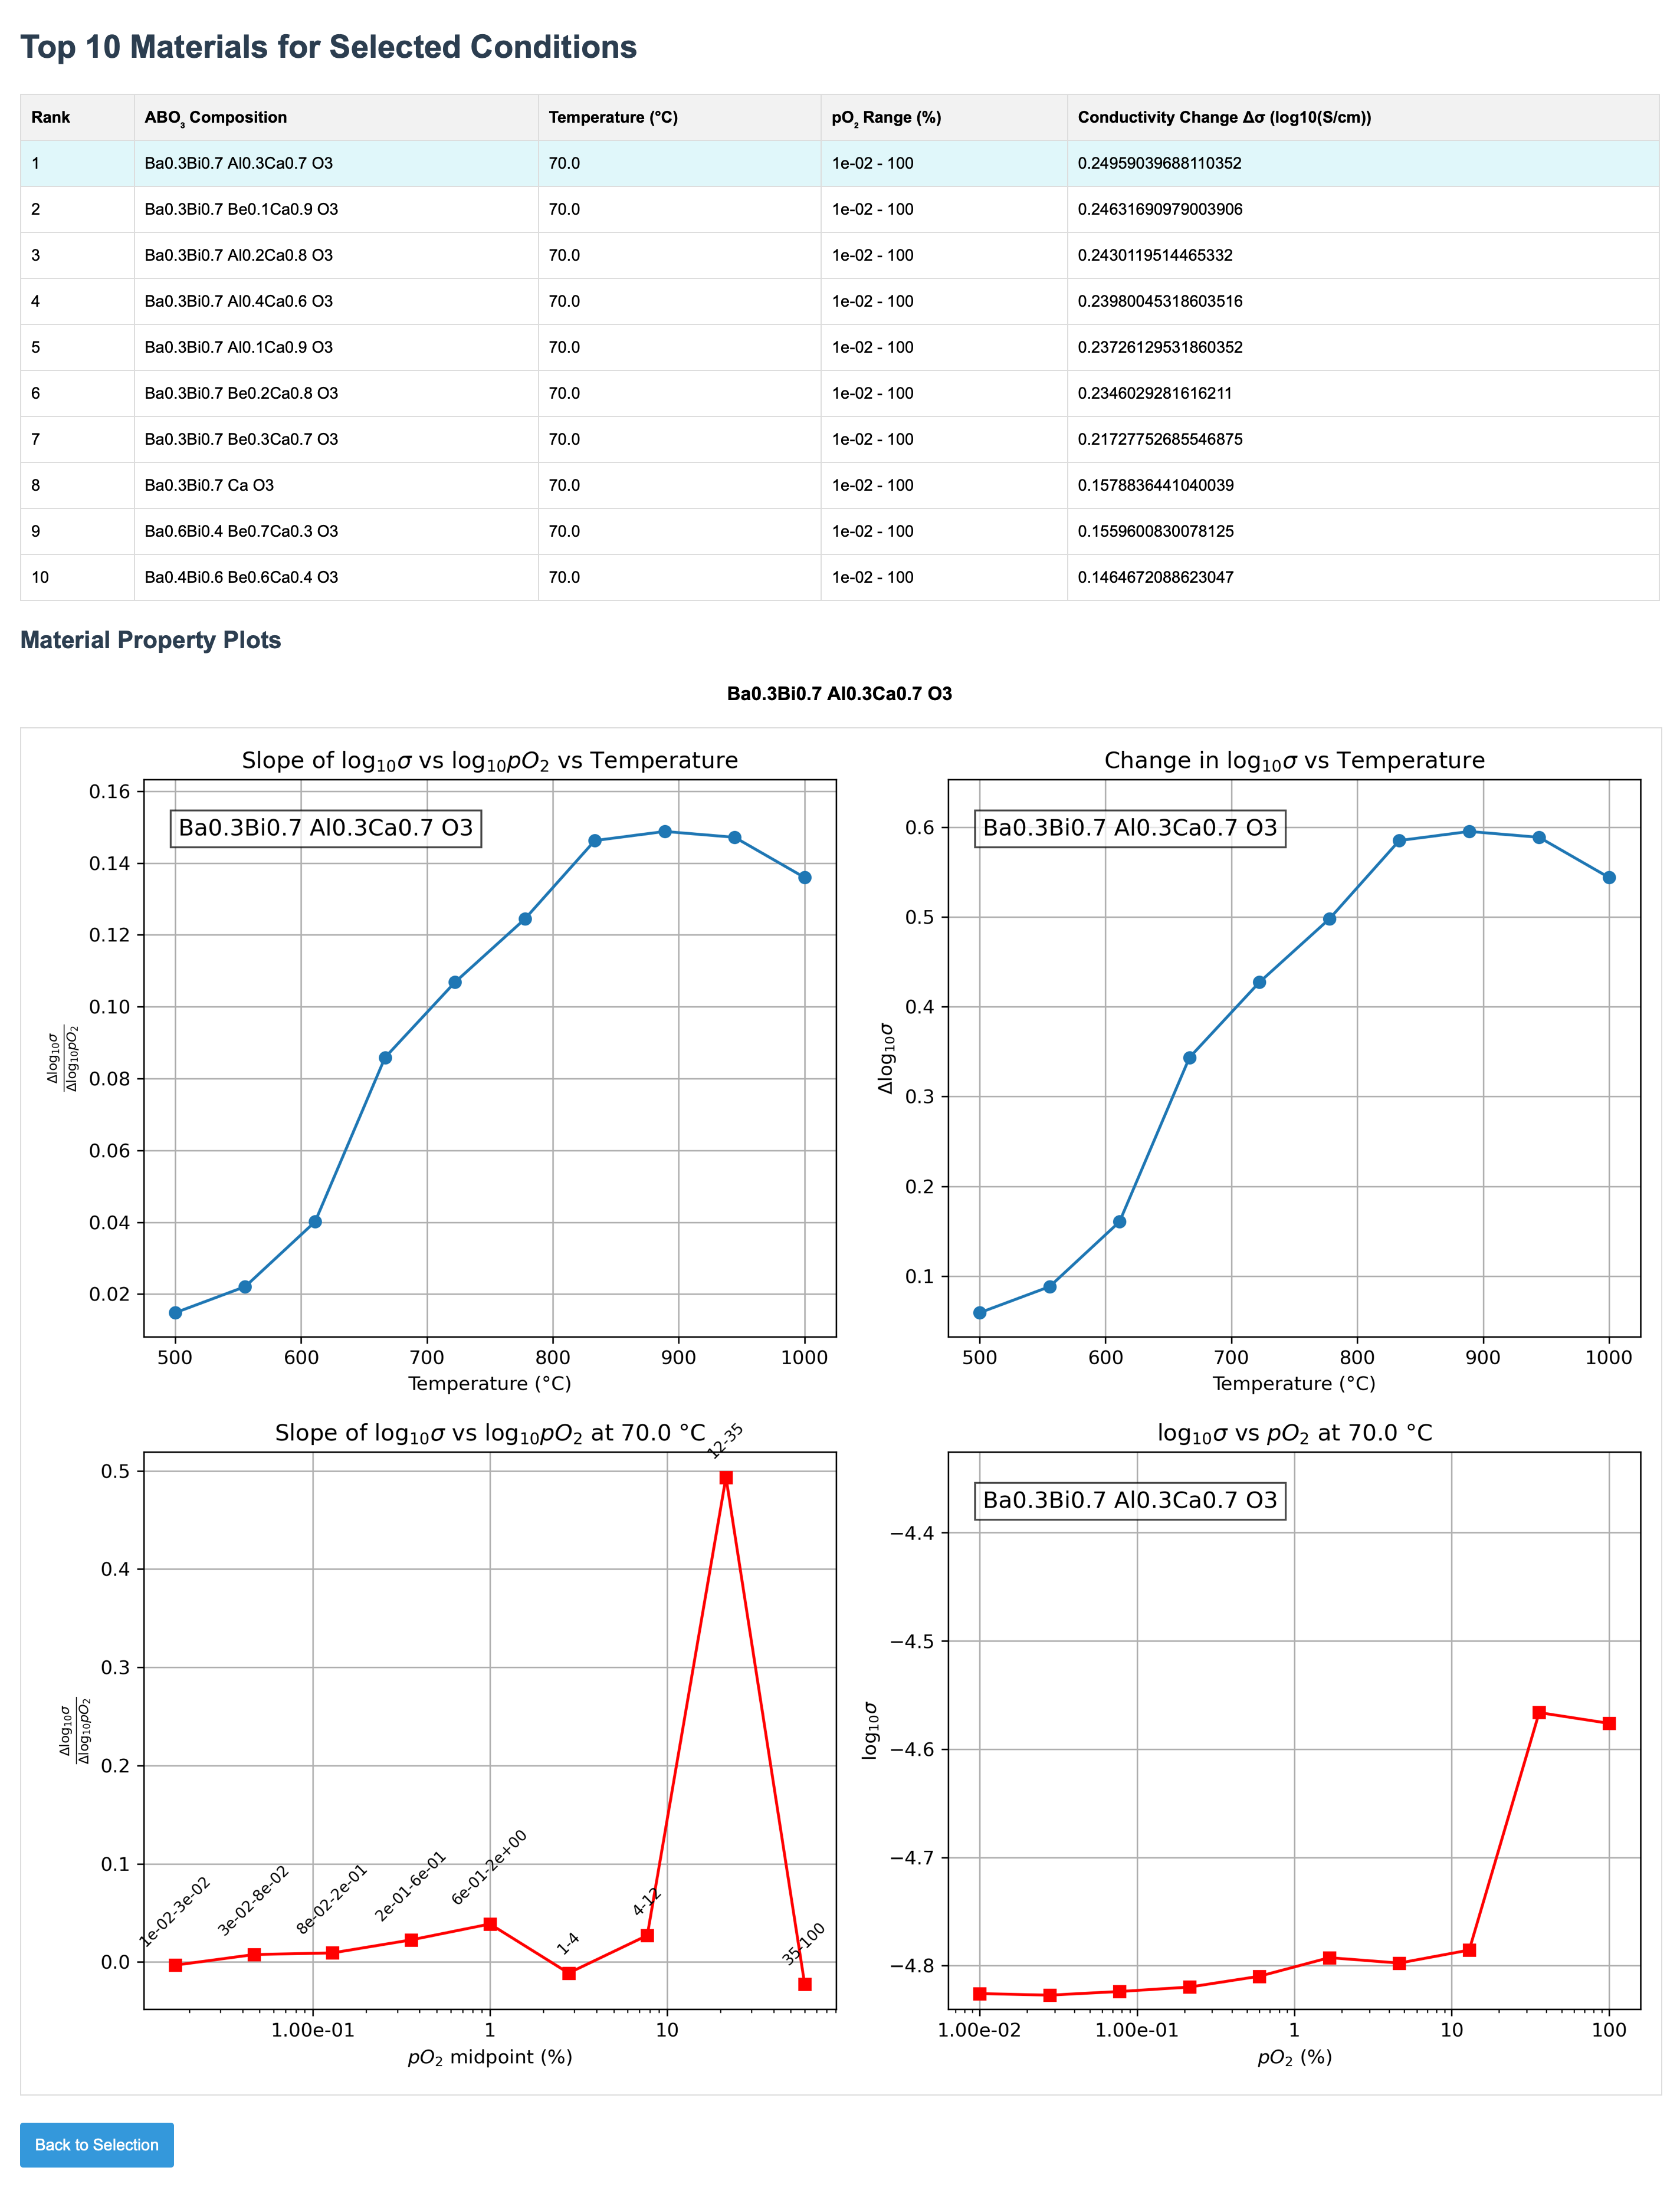 Top 10 Materials for Selected Conditions
Rank ABO3 Composition Temperature (°C) pO2 Range (%) Conductivity Change Δσ (log10(S/cm))
1 Ba0.3Bi0.7 Al0.3Ca0.7 O3 70.0 1e-02 - 100 0.24959039688110352
2 Ba0.3Bi0.7 Be0.1Ca0.9 O3 70.0 1e-02 - 100 0.24631690979003906
3 Ba0.3Bi0.7 Al0.2Ca0.8 O3 70.0 1e-02 - 100 0.2430119514465332
4 Ba0.3Bi0.7 Al0.4Ca0.6 O3 70.0 1e-02 - 100 0.23980045318603516
5 Ba0.3Bi0.7 Al0.1Ca0.9 O3 70.0 1e-02 - 100 0.23726129531860352
6 Ba0.3Bi0.7 Be0.2Ca0.8 O3 70.0 1e-02 - 100 0.2346029281616211
7 Ba0.3Bi0.7 Be0.3Ca0.7 O3 70.0 1e-02 - 100 0.21727752685546875
8 Ba0.3Bi0.7 Ca O3 70.0 1e-02 - 100 0.1578836441040039
9 Ba0.6Bi0.4 Be0.7Ca0.3 O3 70.0 1e-02 - 100 0.1559600830078125
10 Ba0.4Bi0.6 Be0.6Ca0.4 O3 70.0 1e-02 - 100 0.1464672088623047
Material Property Plots
Ba0.3Bi0.7 Al0.3Ca0.7 O3
Slope of log10σ vs log10pO2 vs Temperature
Ba0.3Bi0.7 Al0.3Ca0.7 O3
0.16
0.14
0.12
0.10
0.08
0.06
0.04
0.02
Δlog10σ
Δlog10pO2
500 600 700 800 900 1000
Temperature (°C)
Change in log10σ vs Temperature
Ba0.3Bi0.7 Al0.3Ca0.7 O3
0.6
0.5
0.4
0.3
0.2
0.1
Δlog10σ
500 600 700 800 900 1000
Temperature (°C)
Slope of log10σ vs log10pO2 at 70.0 °C
0.5
0.4
0.3
0.2
0.1
0.0
Δlog10σ
Δlog10pO2
1e-02-3e-02
3e-02-8e-02
8e-02-2e-01
2e-01-6e-01
6e-01-2e+00
1-4
4-12
12-35
35-100
1.00e-01 1 10
pO2 midpoint (%)
log10σ vs pO2 at 70.0 °C
Ba0.3Bi0.7 Al0.3Ca0.7 O3
−4.4
−4.5
−4.6
−4.7
−4.8
log10σ
1.00e-02 1.00e-01 1 10 100
pO2 (%)
Back to Selection